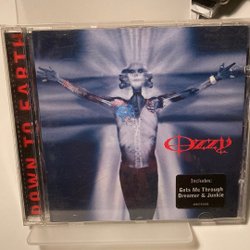 DOWN TO EARTH
Ozzy
Includes:
Gets Me Through
Dreamer & Junkie